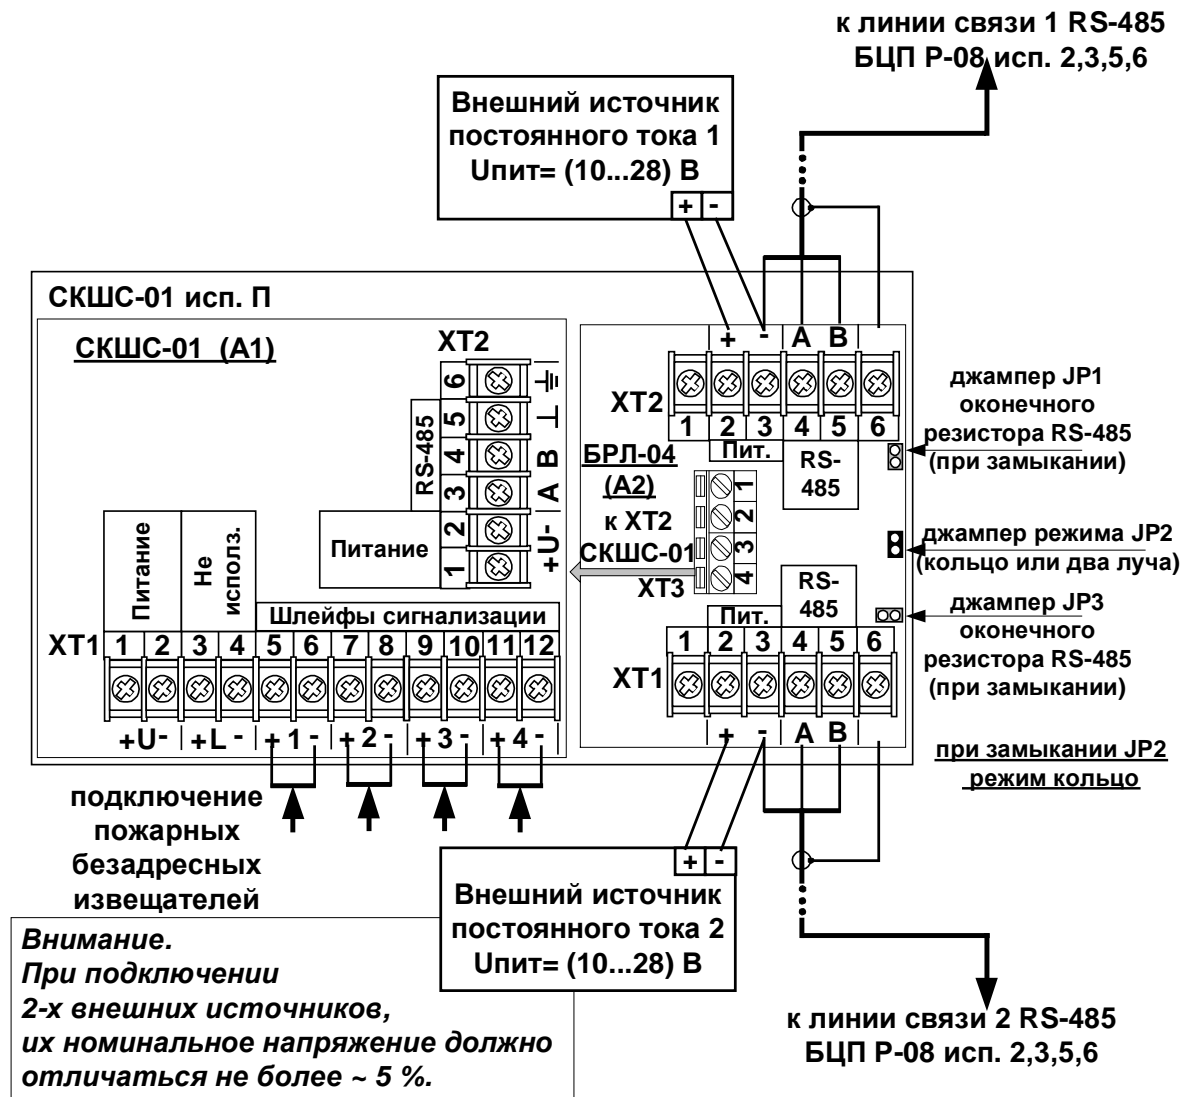 к линии связи 1 RS-485
БЦП Р-08 исп. 2,3,5,6
Внешний источник
постоянного тока 1
Uпит= (10...28) В
+ -
СКШС-01 исп. П
СКШС-01 (А1)
XT2
6
5
4
3
2
1
RS-485
Питание
⊥
B
A
+U-
Питание
Не
использ.
Шлейфы сигнализации
XT1 1 2 3 4 5 6 7 8 9 10 11 12
+U- +L - + 1 - + 2 - + 3 - + 4 -
подключение
пожарных
безадресных
извещателей
+ - A B
XT2
1 2 3 4 5 6
Пит.
RS-
485
БРЛ-04
(А2)
к XT2
СКШС-01
XT3
1
2
3
4
RS-
485
Пит.
1 2 3 4 5 6
XT1
+ - A B
джампер JP1
оконечного
резистора RS-485
(при замыкании)
джампер режима JP2
(кольцо или два луча)
джампер JP3
оконечного
резистора RS-485
(при замыкании)
при замыкании JP2
режим кольцо
+ -
Внешний источник
постоянного тока 2
Uпит= (10...28) В
к линии связи 2 RS-485
БЦП Р-08 исп. 2,3,5,6
Внимание.
При подключении
2-х внешних источников,
их номинальное напряжение должно
отличаться не более ~ 5 %.